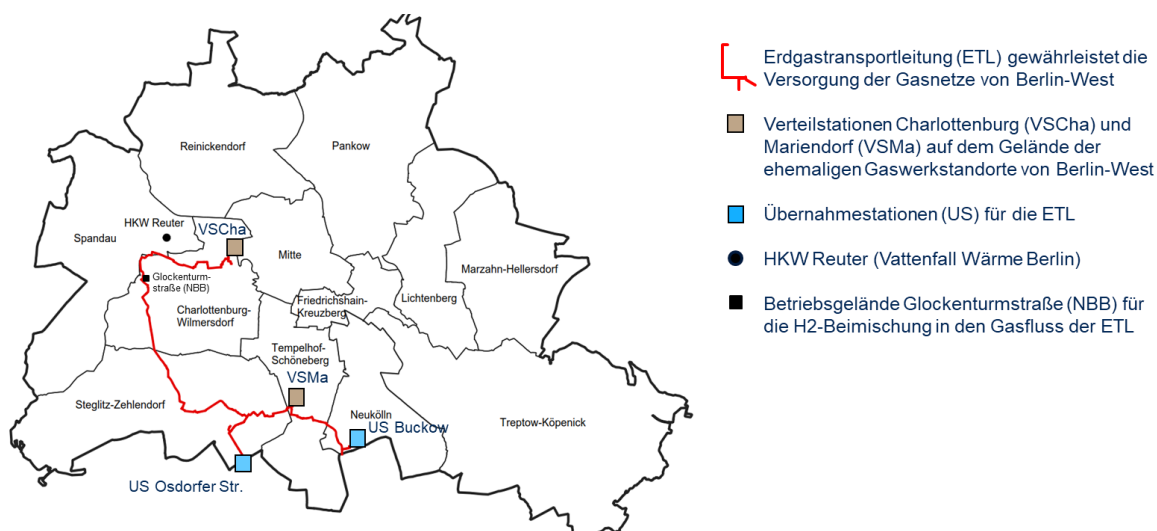 Reinickendorf
Pankow
HKW Reuter
VSCha
Spandau
Mitte
Marzahn-Hellersdorf
Glockenturm-
straße (NBB)
Lichtenberg
Friedrichshain-
Kreuzberg
Charlottenburg-
Wilmersdorf
Tempelhof-
Schöneberg
VSMa
Steglitz-Zehlendorf
Neukölln
US Buckow
Treptow-Köpenick
US Osdorfer Str.
Erdgastransportleitung (ETL) gewährleistet die
Versorgung der Gasnetze von Berlin-West
Verteilstationen Charlottenburg (VSCha) und
Mariendorf (VSMa) auf dem Gelände der
ehemaligen Gaswerkstandorte von Berlin-West
Übernahmestationen (US) für die ETL
HKW Reuter (Vattenfall Wärme Berlin)
Betriebsgelände Glockenturmstraße (NBB) für
die H2-Beimischung in den Gasfluss der ETL